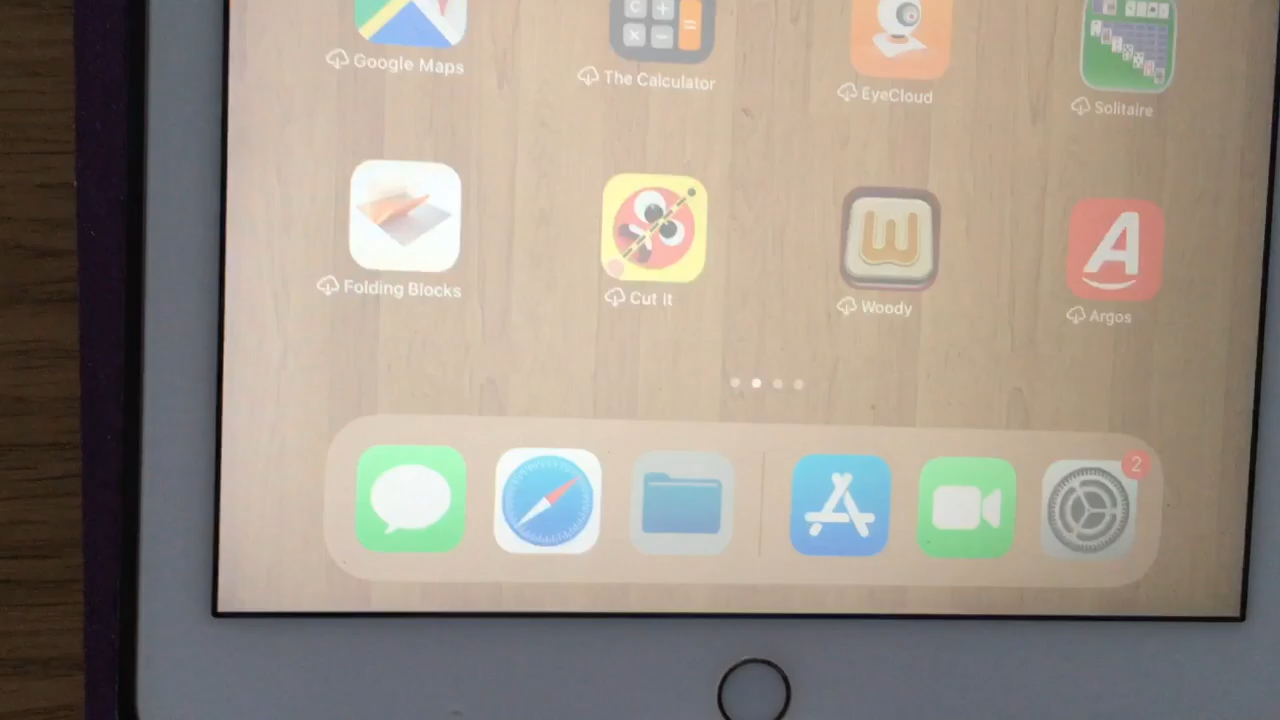 C +
× − =
Google Maps
The Calculator
EyeCloud
Solitaire
W
A
Folding Blocks
Cut It
Woody
Argos
2